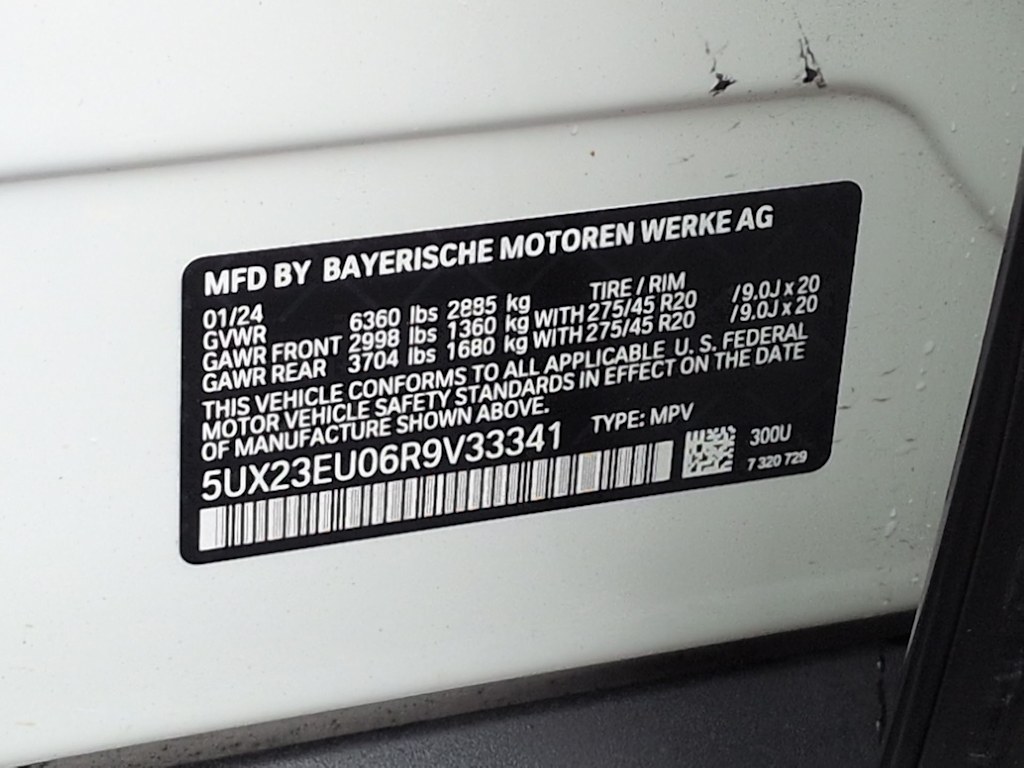 MFD BY BAYERISCHE MOTOREN WERKE AG
01/24 TIRE / RIM
GVWR 6360 lbs 2885 kg
GAWR FRONT 2998 lbs 1360 kg WITH 275/45 R20 /9.0J x 20
GAWR REAR 3704 lbs 1680 kg WITH 275/45 R20 /9.0J x 20
THIS VEHICLE CONFORMS TO ALL APPLICABLE U. S. FEDERAL
MOTOR VEHICLE SAFETY STANDARDS IN EFFECT ON THE DATE
OF MANUFACTURE SHOWN ABOVE.
5UX23EU06R9V33341 TYPE: MPV
300U
7 320 729